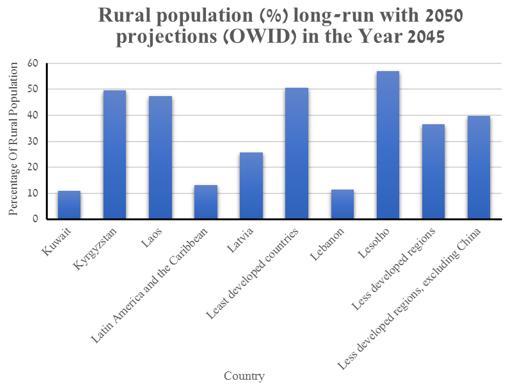 Rural population (%) long-run with 2050
projections (OWID) in the Year 2045
Percentage Of Rural Population
60
50
40
30
20
10
0
Kuwait
Kyrgyzstan
Laos
Latin America and the Caribbean
Latvia
Least developed countries
Lebanon
Lesotho
Less developed regions
Less developed regions, excluding China
Country